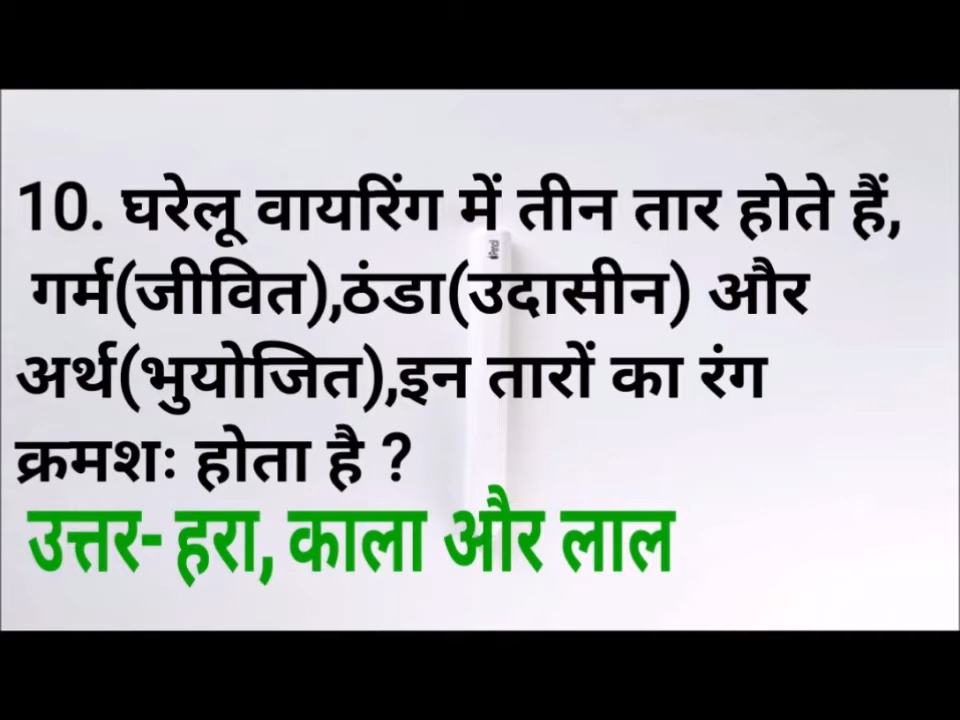 10. घरेलू वायरिंग में तीन तार होते हैं,
गर्म(जीवित),ठंडा(उदासीन) और
अर्थ(भुयोजित),इन तारों का रंग
क्रमशः होता है ?
उत्तर- हरा, काला और लाल